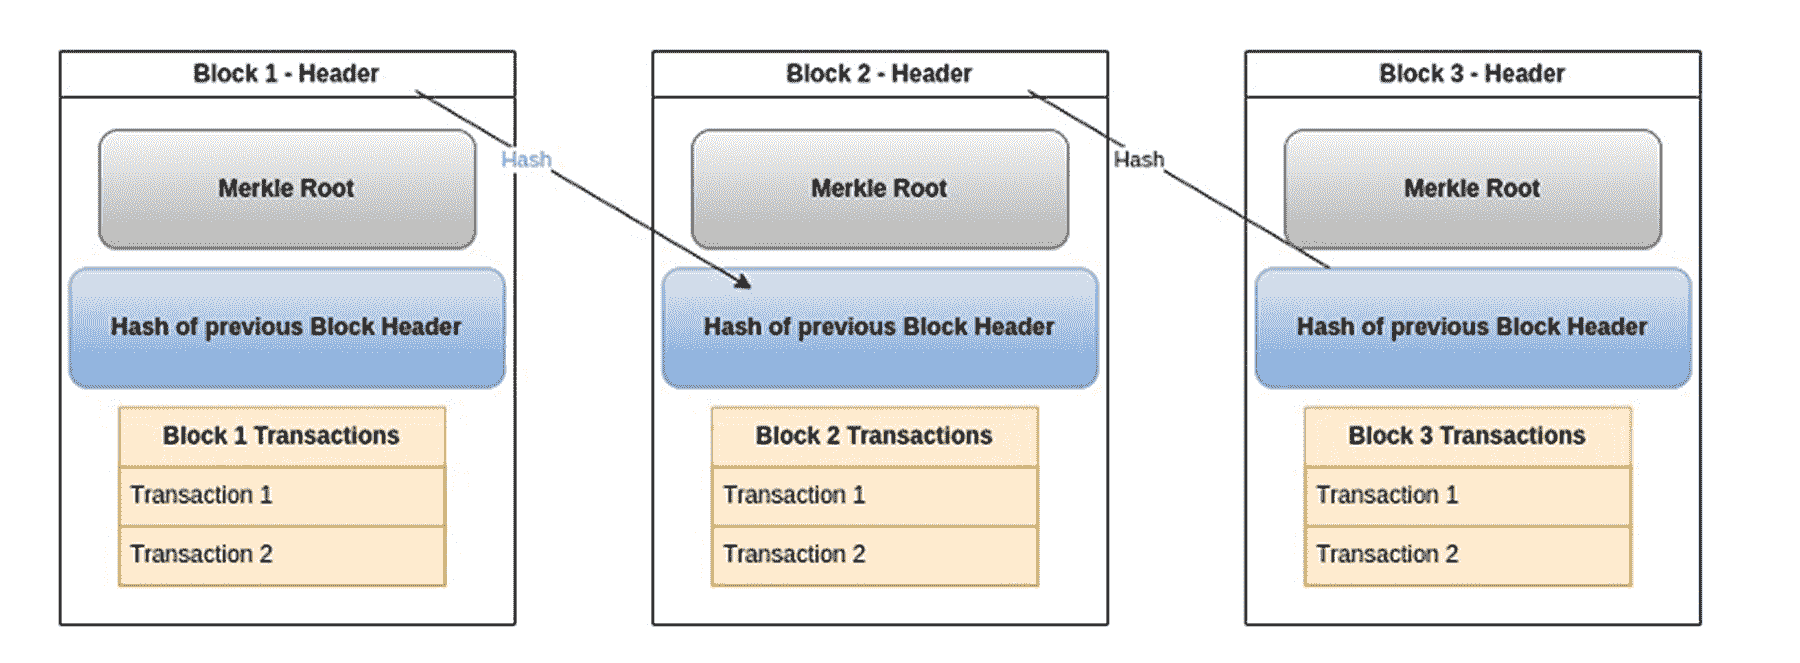 Block 1 - Header
Merkle Root
Hash of previous Block Header
Block 1 Transactions
Transaction 1
Transaction 2
Hash
Block 2 - Header
Merkle Root
Hash of previous Block Header
Block 2 Transactions
Transaction 1
Transaction 2
Hash
Block 3 - Header
Merkle Root
Hash of previous Block Header
Block 3 Transactions
Transaction 1
Transaction 2